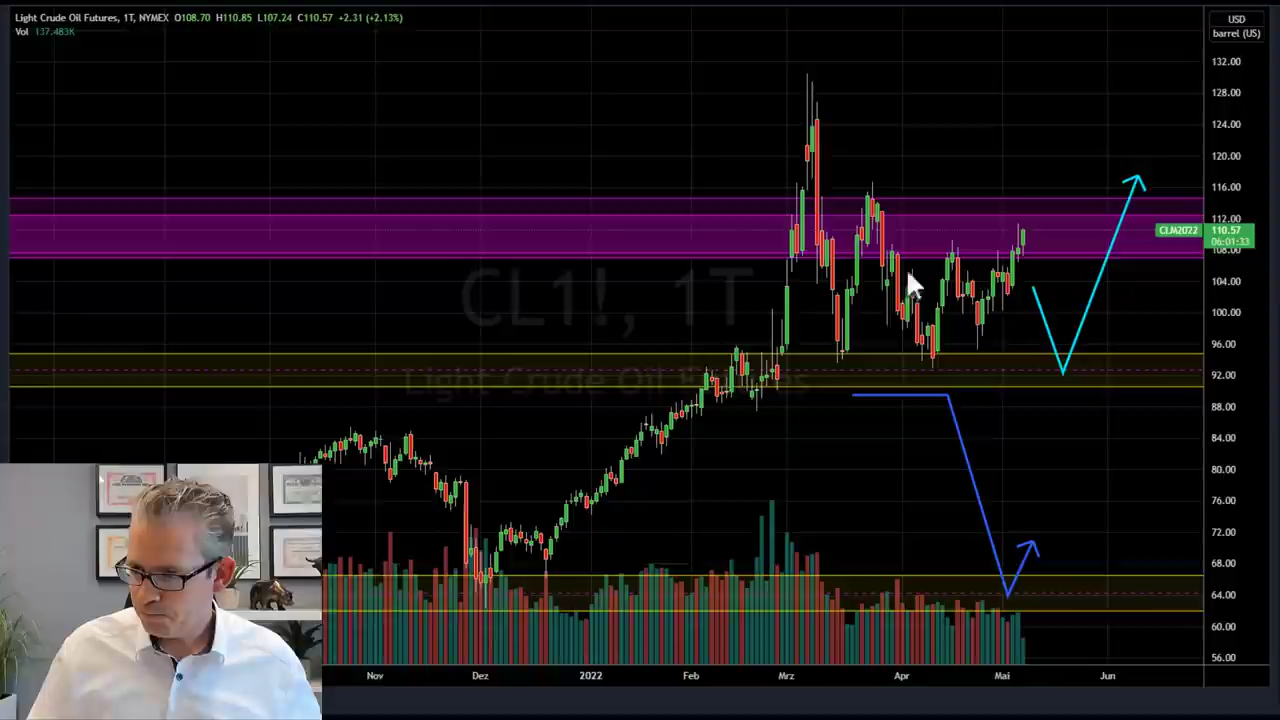 Light Crude Oil Futures, 1T, NYMEX O108.70 H110.85 L107.24 C110.57 +2.31 (+2.13%)
Vol 137.483K
USD
barrel (US)
132.00
128.00
124.00
120.00
116.00
112.00
CLM2022 110.57
06:01:33
108.00
104.00
100.00
96.00
92.00
88.00
84.00
80.00
76.00
72.00
68.00
64.00
60.00
56.00
CL1!, 1T
Light Crude Oil Futures
Nov Dez 2022 Feb Mrz Apr Mai Jun